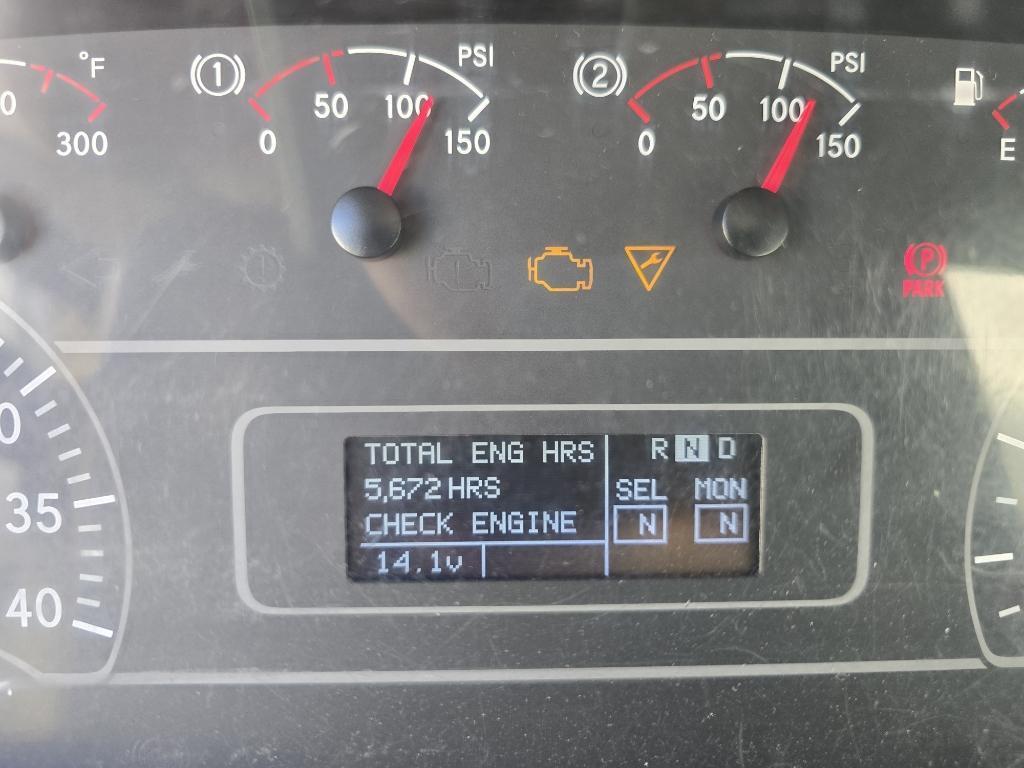 °F
0
300
1
0
50
100
150
PSI
2
0
50
100
150
PSI
E
P
PARK
0
35
40
TOTAL ENG HRS
5,672 HRS
CHECK ENGINE
14.1v
R N D
SEL MON
N N